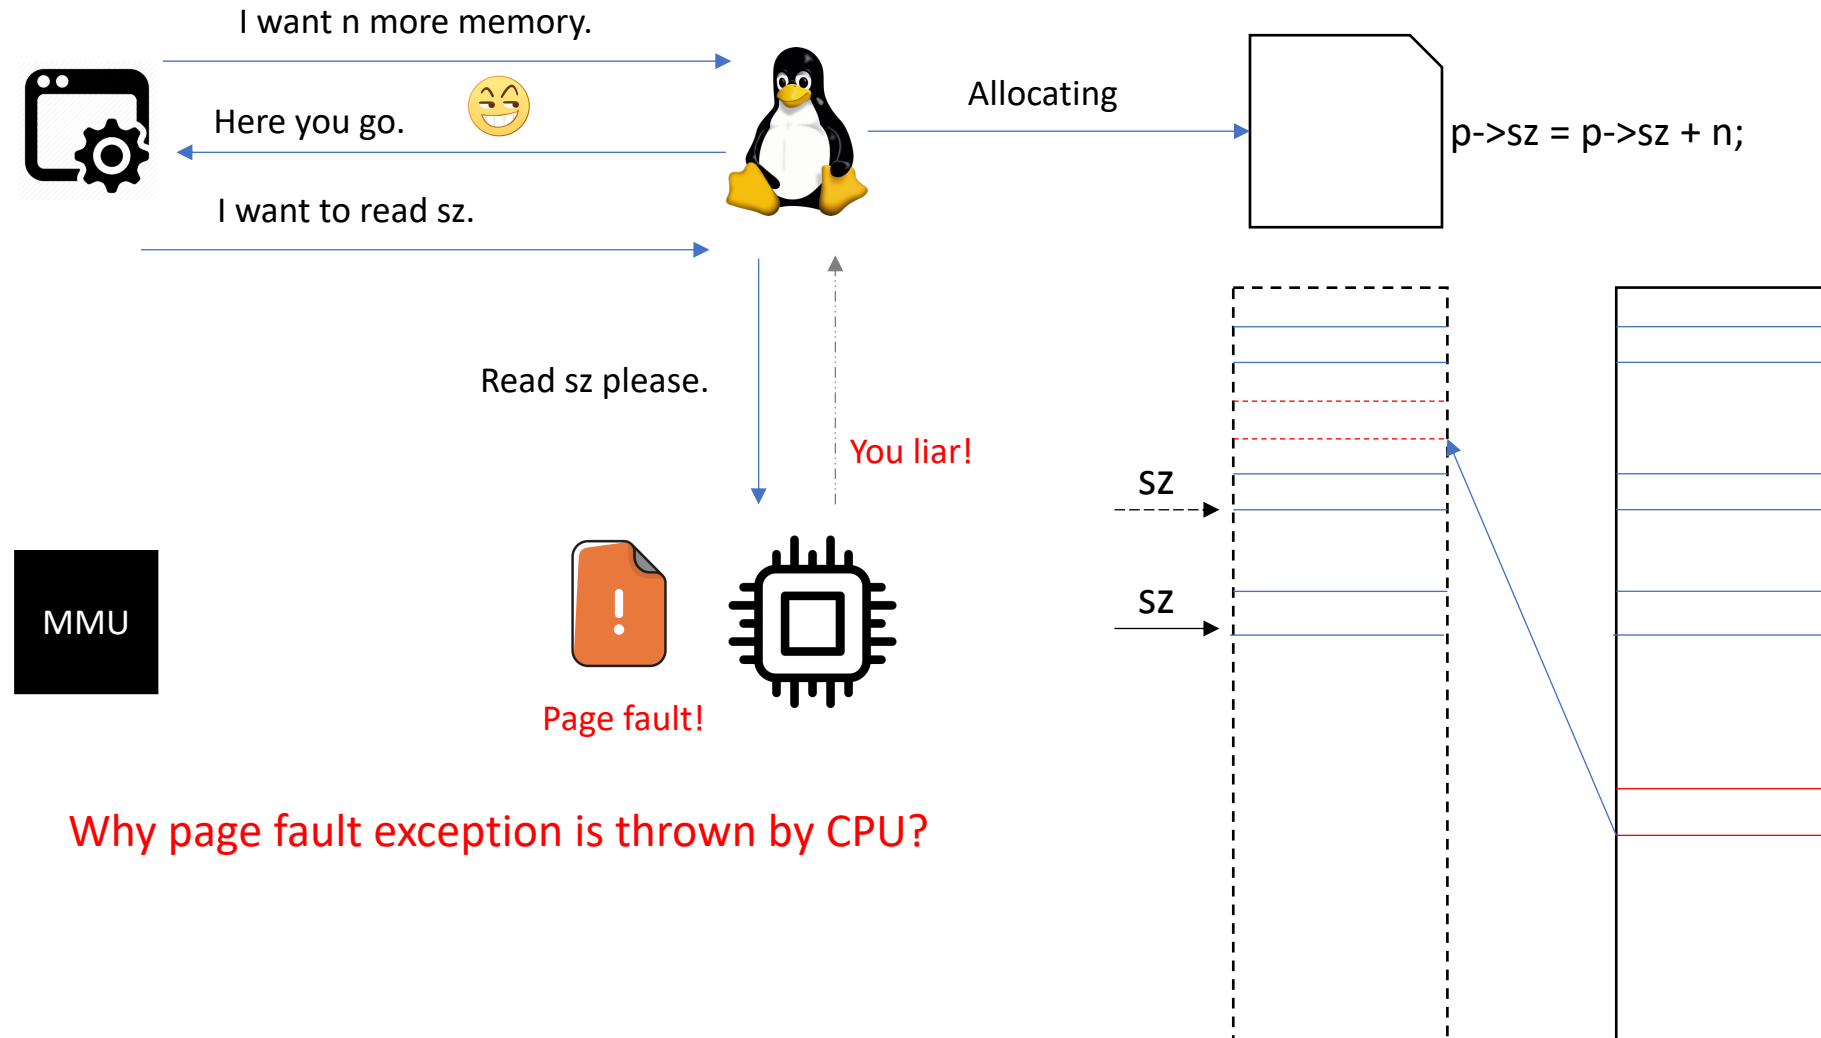 I want n more memory.
Here you go.
I want to read sz.
Allocating
p->sz = p->sz + n;
Read sz please.
You liar!
sz
sz
MMU
!
Page fault!
Why page fault exception is thrown by CPU?